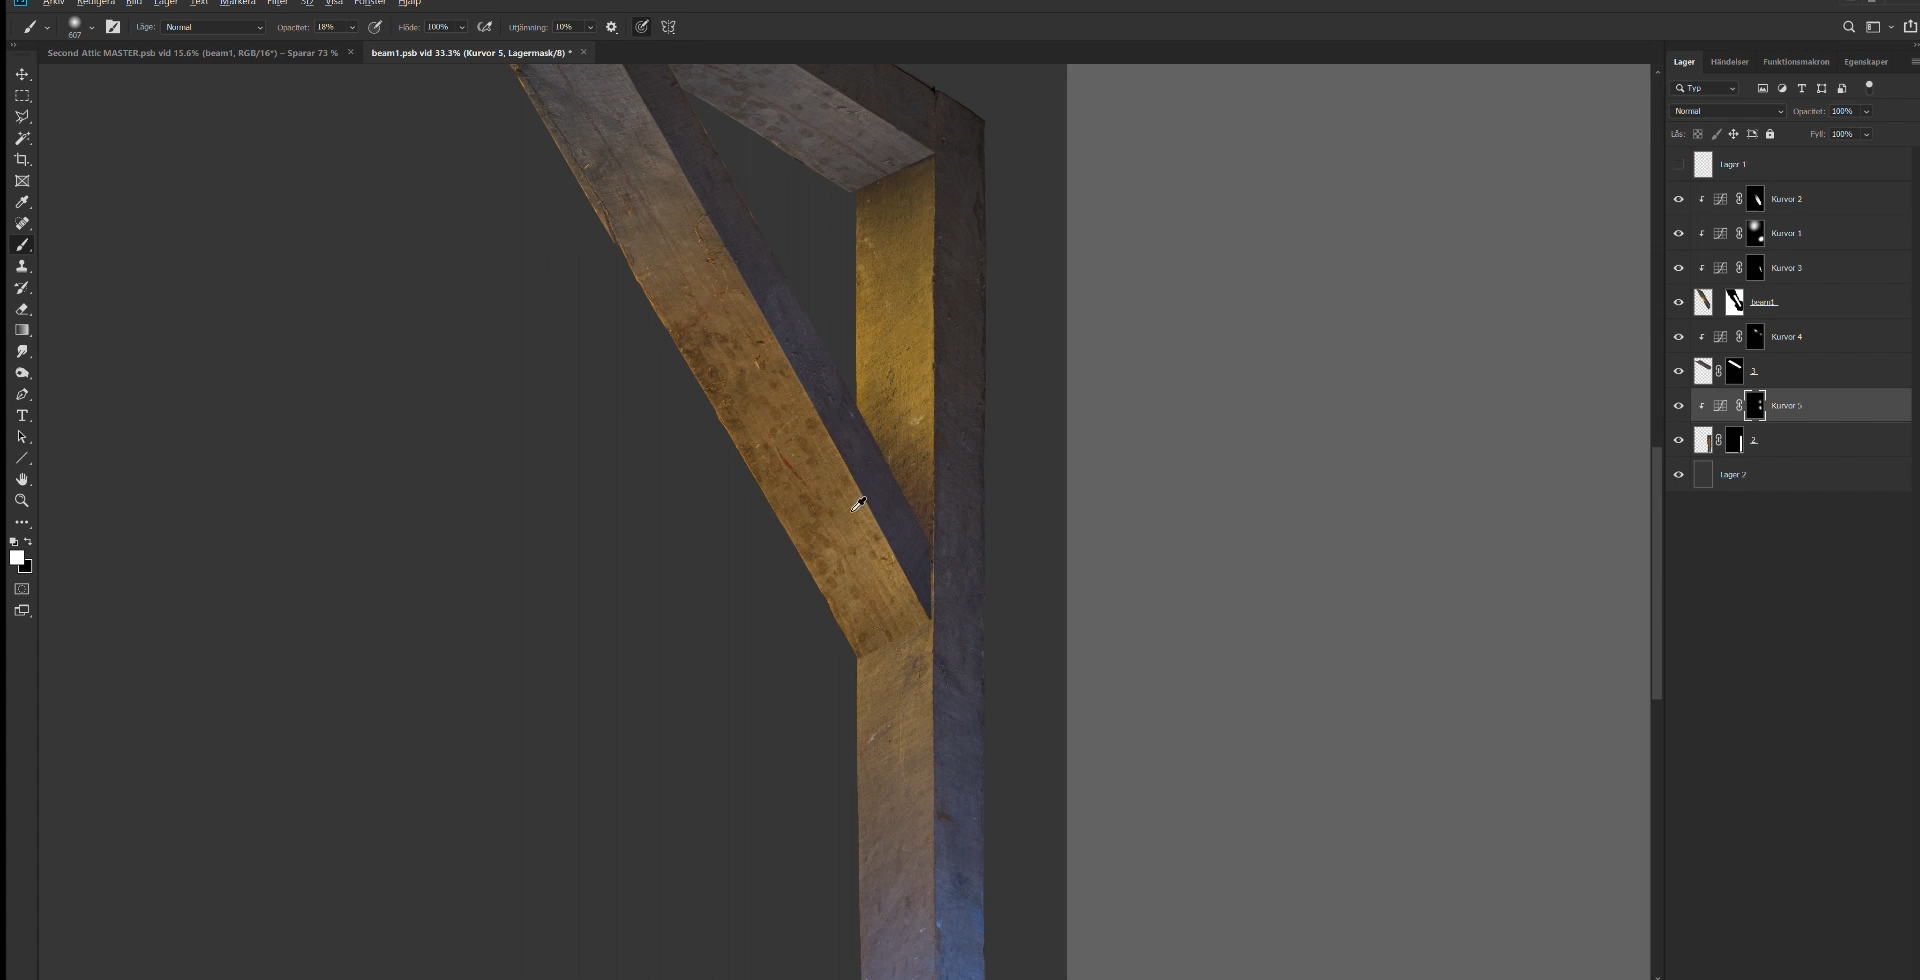 Arkiv Redigera Bild Lager Text Markera Filter 3D Visa Fönster Hjälp
607 Läge: Normal Opacitet: 18% Flöde: 100% Utjämning: 10%
Second Attic MASTER.psb vid 15.6% (beam1, RGB/16*) – Sparar 73 % × beam1.psb vid 33.3% (Kurvor 5, Lagermask/8) * ×
Lager Händelser Funktionsmakron Egenskaper
Typ
Normal Opacitet: 100%
Lås: Fyll: 100%
Lager 1
Kurvor 2
Kurvor 1
Kurvor 3
beam1
Kurvor 4
3
Kurvor 5
2
Lager 2